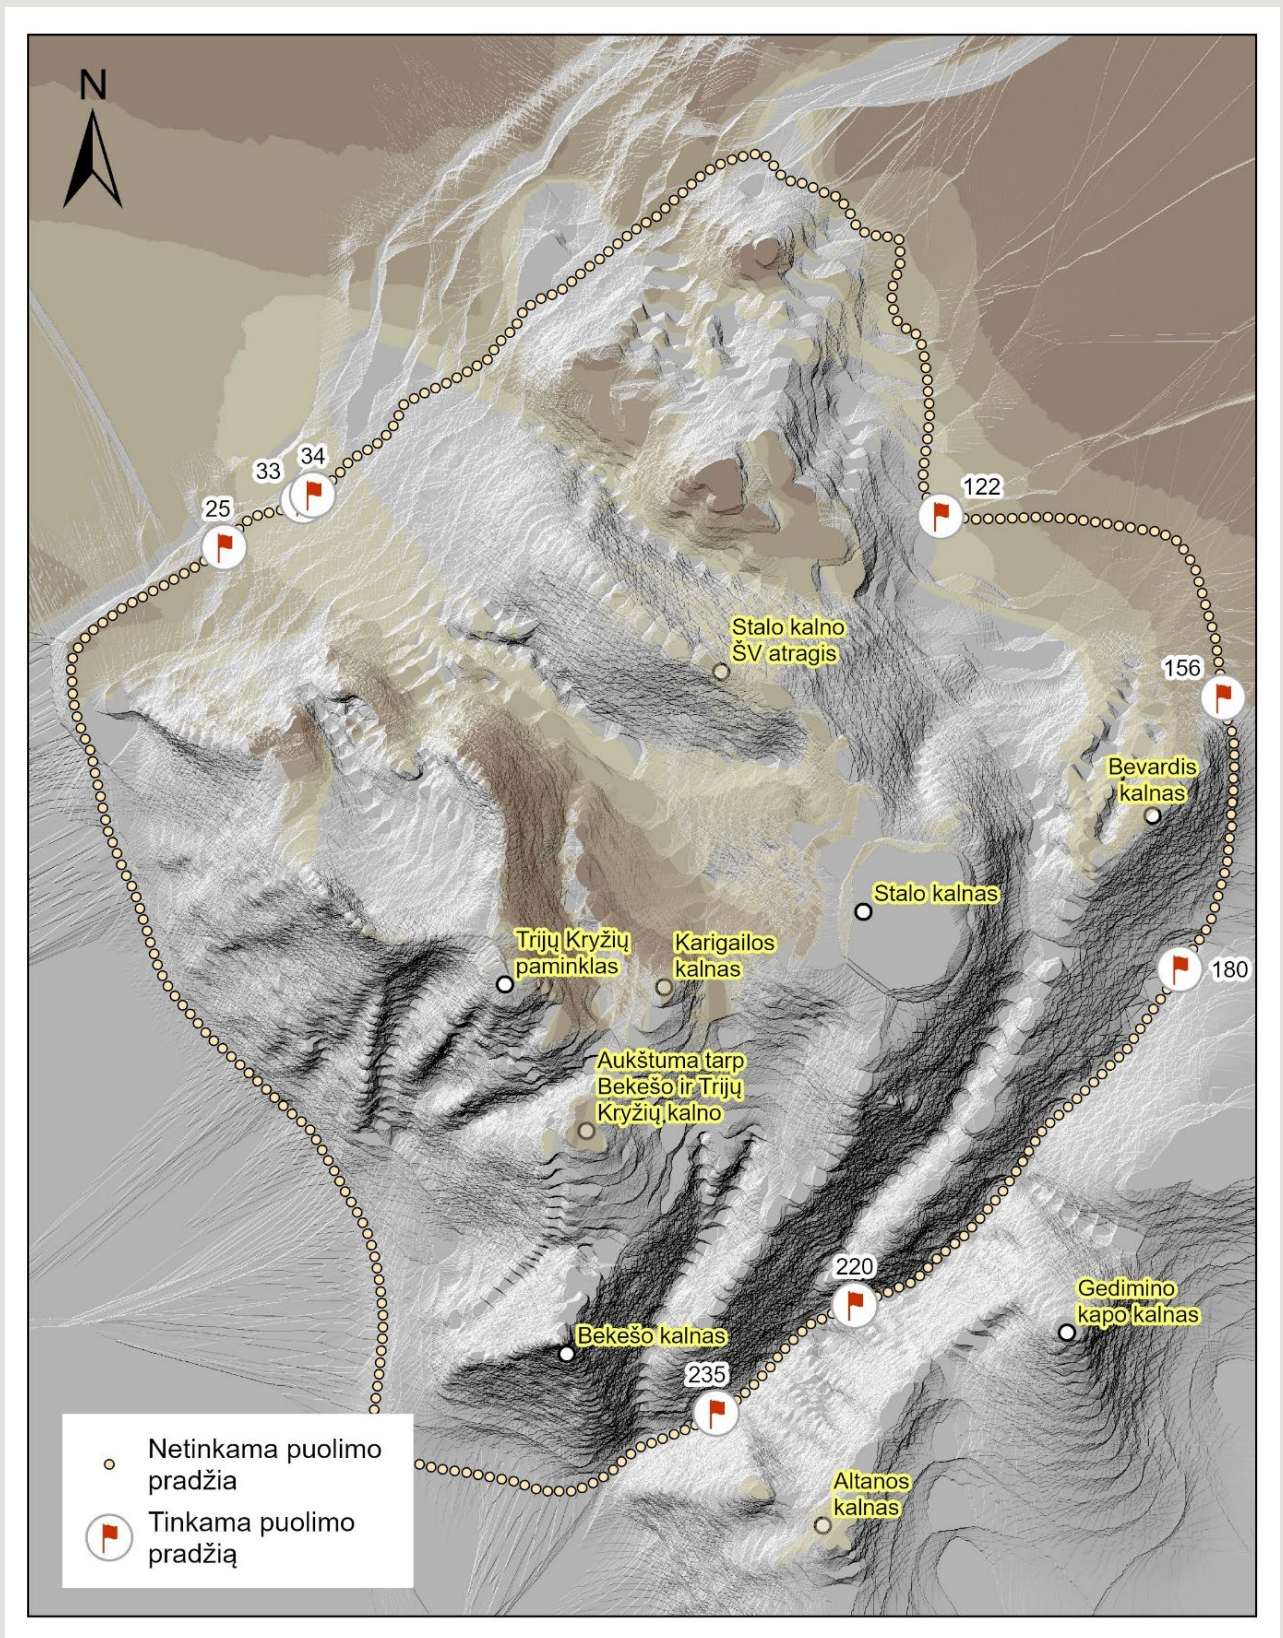 N
34
33
25
122
Stalo kalno
ŠV atragis
156
Bevardis
kalnas
Stalo kalnas
Trijų Kryžių
paminklas
Karigailos
kalnas
180
Aukštuma tarp
Bekešo ir Trijų
Kryžių kalno
220
Gedimino
kapo kalnas
Bekešo kalnas
235
Altanos
kalnas
Netinkama puolimo
pradžia
Tinkama puolimo
pradžią